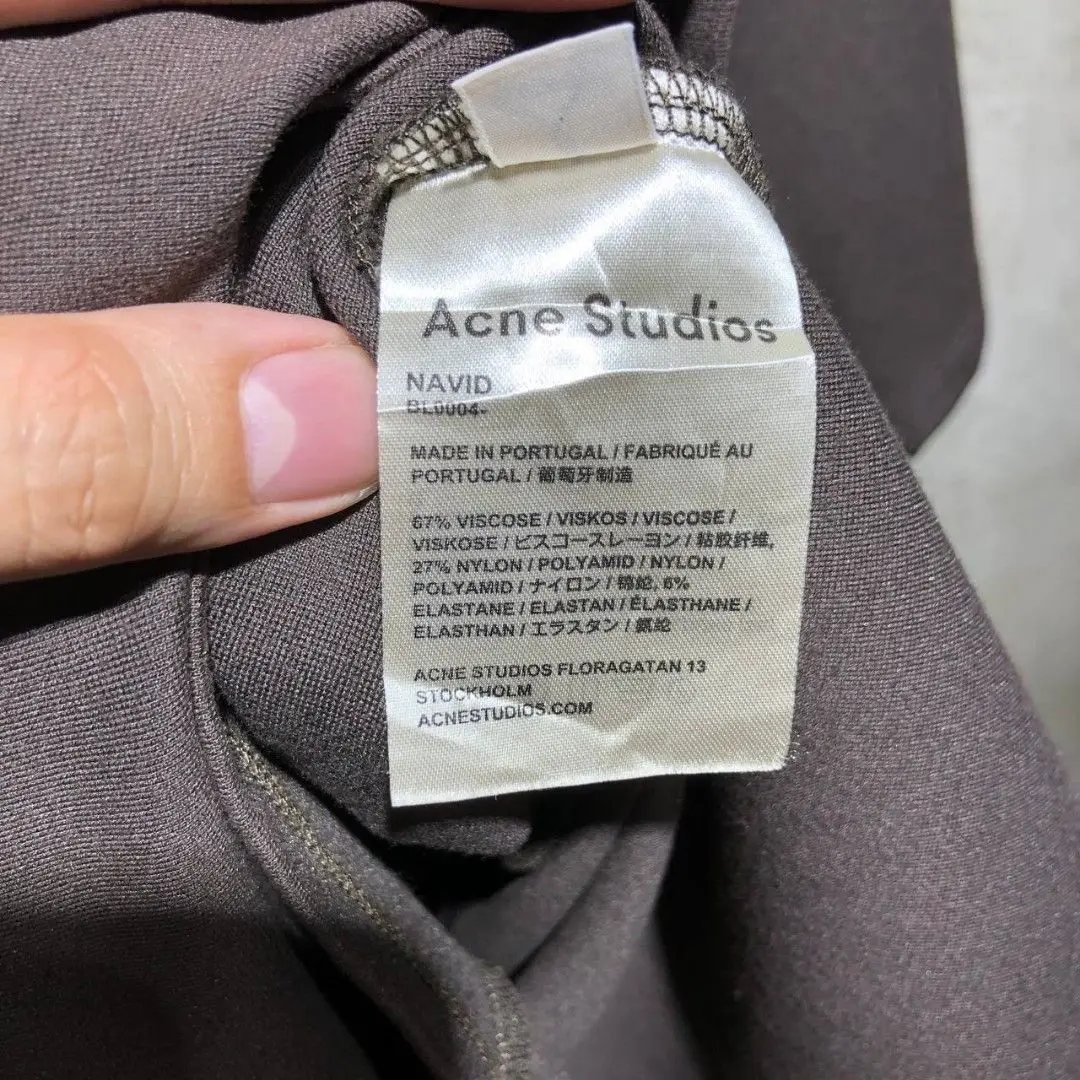 Acne Studios
NAVID
BL0004-
MADE IN PORTUGAL / FABRIQUÉ AU
PORTUGAL / 葡萄牙制造
67% VISCOSE / VISKOS / VISCOSE /
VISKOSE / ビスコースレーヨン / 粘胶纤维,
27% NYLON / POLYAMID / NYLON /
POLYAMID / ナイロン / 锦纶, 6%
ELASTANE / ELASTAN / ÉLASTHANE /
ELASTHAN / エラスタン / 氨纶
ACNE STUDIOS FLORAGATAN 13
STOCKHOLM
ACNESTUDIOS.COM